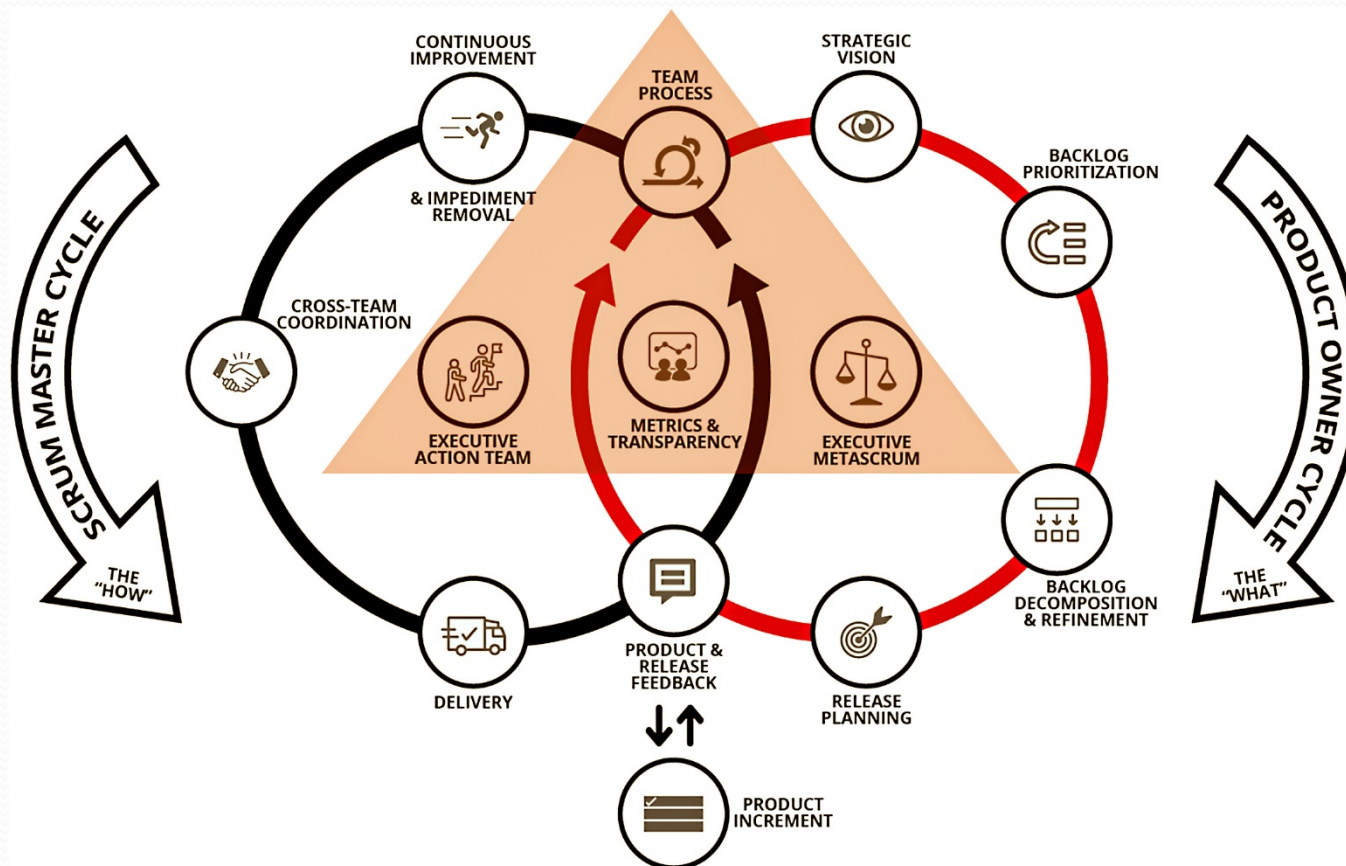 CONTINUOUS
IMPROVEMENT
& IMPEDIMENT
REMOVAL
TEAM
PROCESS
STRATEGIC
VISION
BACKLOG
PRIORITIZATION
SCRUM MASTER CYCLE
THE
"HOW"
PRODUCT OWNER CYCLE
THE
"WHAT"
CROSS-TEAM
COORDINATION
EXECUTIVE
ACTION TEAM
METRICS &
TRANSPARENCY
EXECUTIVE
METASCRUM
BACKLOG
DECOMPOSITION
& REFINEMENT
DELIVERY
PRODUCT &
RELEASE
FEEDBACK
RELEASE
PLANNING
PRODUCT
INCREMENT